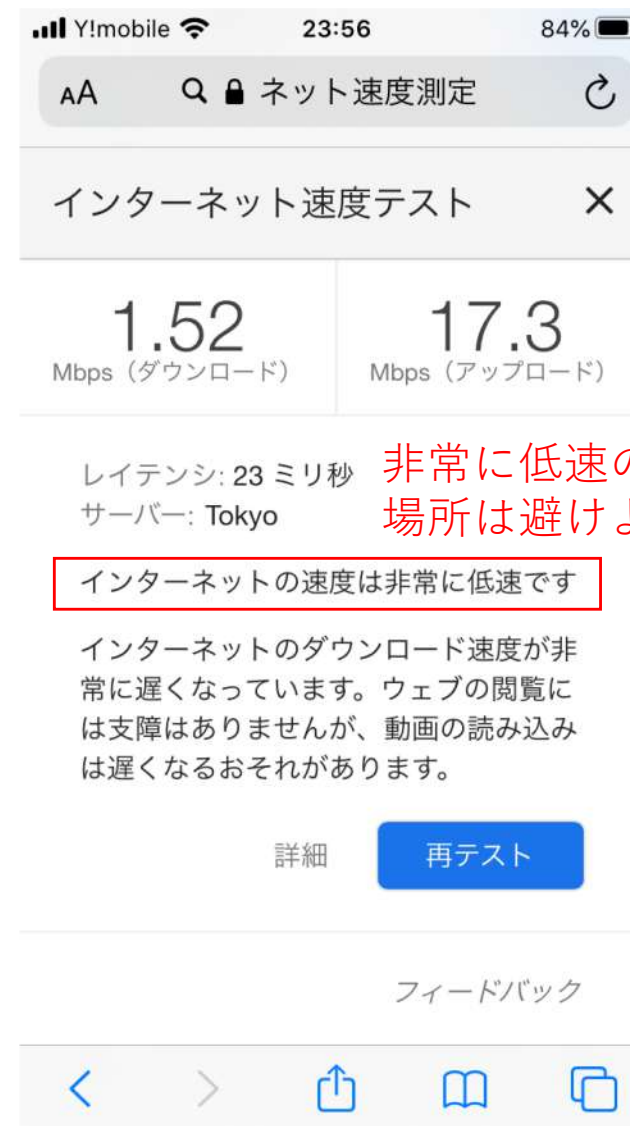 Y!mobile 23:56 84%
AA ネット速度測定
インターネット速度テスト
1.52 17.3
Mbps（ダウンロード） Mbps（アップロード）
レイテンシ: 23 ミリ秒
サーバー: Tokyo
非常に低速の
場所は避けよ
インターネットの速度は非常に低速です
インターネットのダウンロード速度が非
常に遅くなっています。ウェブの閲覧に
は支障はありませんが、動画の読み込み
は遅くなるおそれがあります。
詳細 再テスト
フィードバック